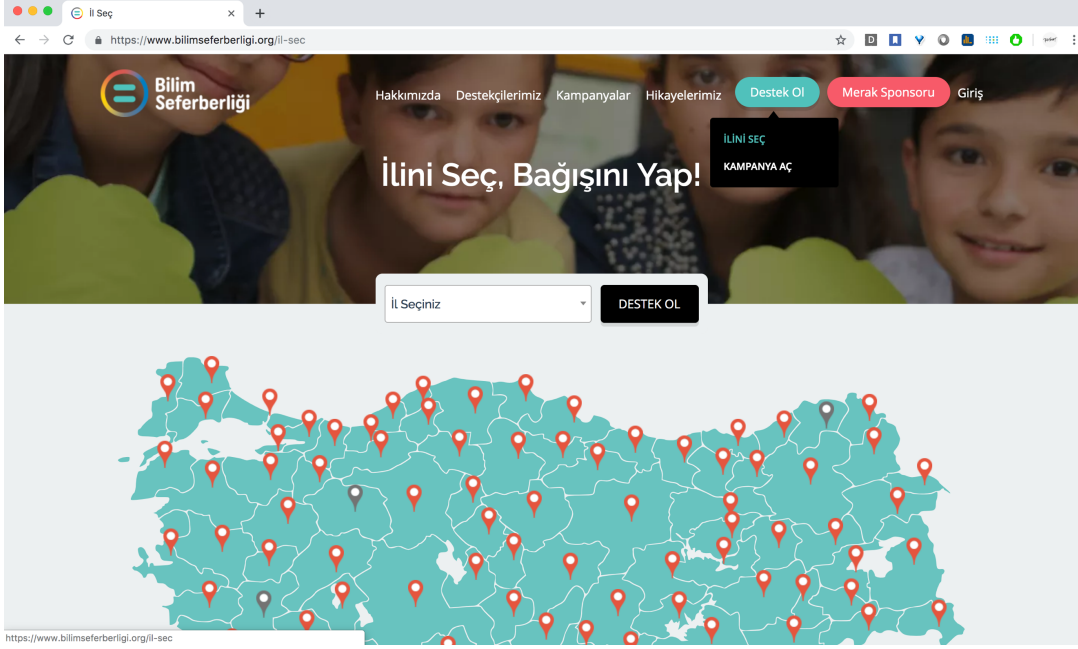 İl Seç
https://www.bilimseferberligi.org/il-sec
Bilim
Seferberliği
Hakkımızda Destekçilerimiz Kampanyalar Hikayelerimiz Destek Ol Merak Sponsoru Giriş
İLİNİ SEÇ
KAMPANYA AÇ
İlini Seç, Bağışını Yap!
İl Seçiniz
DESTEK OL
https://www.bilimseferberligi.org/il-sec